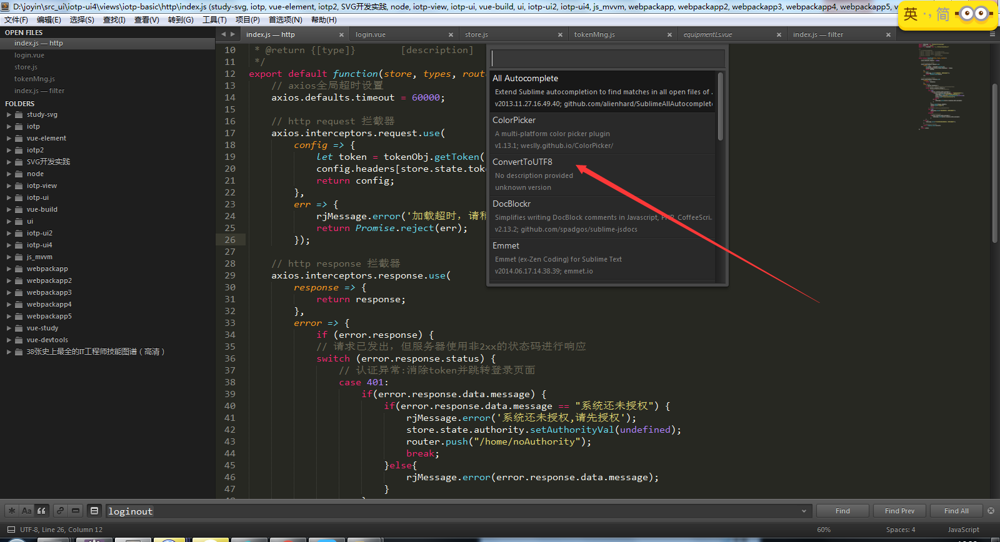 D:\joyin\src_ui\iotp-ui4\views\iotp-basic\http\index.js (study-svg, iotp, vue-element, iotp2, SVG开发实践, node, iotp-view, iotp-ui, vue-build, ui, iotp-ui2, iotp-ui4, js_mvvm, webpackapp, webpackapp2, webpackapp3, webpackapp4, webpackapp5, v
英 简
文件(F) 编辑(E) 选择(S) 查找(I) 查看(V) 转到(G) 工具(T) 项目(P) 首选项(N) 帮助(H)
OPEN FILES
index.js — http
login.vue
store.js
tokenMng.js
index.js — filter
FOLDERS
study-svg
iotp
vue-element
iotp2
SVG开发实践
node
iotp-view
iotp-ui
vue-build
ui
iotp-ui2
iotp-ui4
js_mvvm
webpackapp
webpackapp2
webpackapp3
webpackapp4
webpackapp5
vue-study
vue-devtools
38张史上最全的IT工程师技能图谱（高清）
index.js — http login.vue store.js tokenMng.js equipmentLs.vue index.js — filter
10 * @return {[type]} [description]
11 */
12 export default function(store, types, rout
13 // axios全局超时设置
14 axios.defaults.timeout = 60000;
15
16 // http request 拦截器
17 axios.interceptors.request.use(
18 config => {
19 let token = tokenObj.getToken(
20 config.headers[store.state.tok
21 return config;
22 },
23 err => {
24 rjMessage.error('加载超时，请稍
25 return Promise.reject(err);
26 });
27
28 // http response 拦截器
29 axios.interceptors.response.use(
30 response => {
31 return response;
32 },
33 error => {
34 if (error.response) {
35 // 请求已发出，但服务器使用非2xx的状态码进行响应
36 switch (error.response.status) {
37 // 认证异常:消除token并跳转登录页面
38 case 401:
39 if(error.response.data.message) {
40 if(error.response.data.message == "系统还未授权") {
41 rjMessage.error('系统还未授权,请先授权');
42 store.state.authority.setAuthorityVal(undefined);
43 router.push("/home/noAuthority");
44 break;
45 }else{
46 rjMessage.error(error.response.data.message);
47 }
All Autocomplete
Extend Sublime autocompletion to find matches in all open files of .
v2013.11.27.16.49.40; github.com/alienhard/SublimeAllAutocomplete
ColorPicker
A multi-platform color picker plugin
v1.13.1; weslly.github.io/ColorPicker/
ConvertToUTF8
No description provided
unknown version
DocBlockr
Simplifies writing DocBlock comments in Javascript, PHP, CoffeeScri..
v2.13.2; github.com/spadgos/sublime-jsdocs
Emmet
Emmet (ex-Zen Coding) for Sublime Text
v2014.06.17.14.38.39; emmet.io
Aa loginout Find Find Prev Find All
UTF-8, Line 26, Column 12 60% Spaces: 4 JavaScript